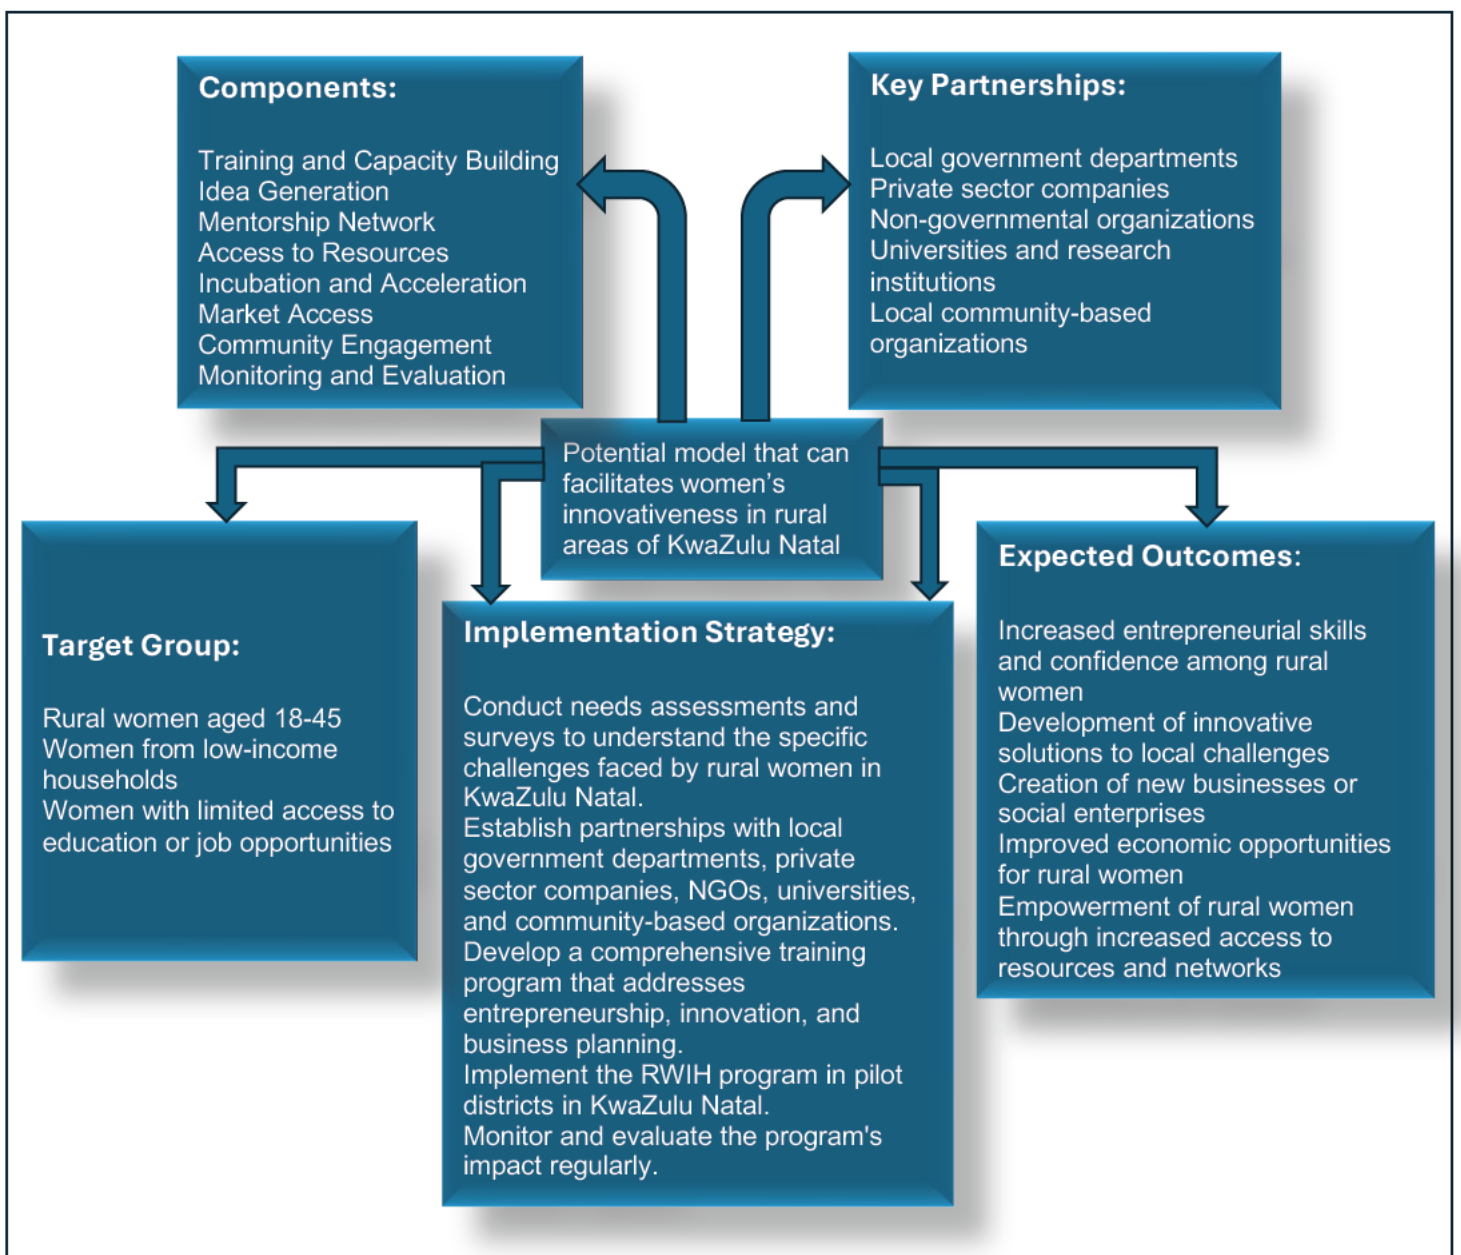 Components:
Training and Capacity Building
Idea Generation
Mentorship Network
Access to Resources
Incubation and Acceleration
Market Access
Community Engagement
Monitoring and Evaluation
Key Partnerships:
Local government departments
Private sector companies
Non-governmental organizations
Universities and research
institutions
Local community-based
organizations
Potential model that can
facilitates women’s
innovativeness in rural
areas of KwaZulu Natal
Target Group:
Rural women aged 18-45
Women from low-income
households
Women with limited access to
education or job opportunities
Implementation Strategy:
Conduct needs assessments and
surveys to understand the specific
challenges faced by rural women in
KwaZulu Natal.
Establish partnerships with local
government departments, private
sector companies, NGOs, universities,
and community-based organizations.
Develop a comprehensive training
program that addresses
entrepreneurship, innovation, and
business planning.
Implement the RWIH program in pilot
districts in KwaZulu Natal.
Monitor and evaluate the program's
impact regularly.
Expected Outcomes:
Increased entrepreneurial skills
and confidence among rural
women
Development of innovative
solutions to local challenges
Creation of new businesses or
social enterprises
Improved economic opportunities
for rural women
Empowerment of rural women
through increased access to
resources and networks